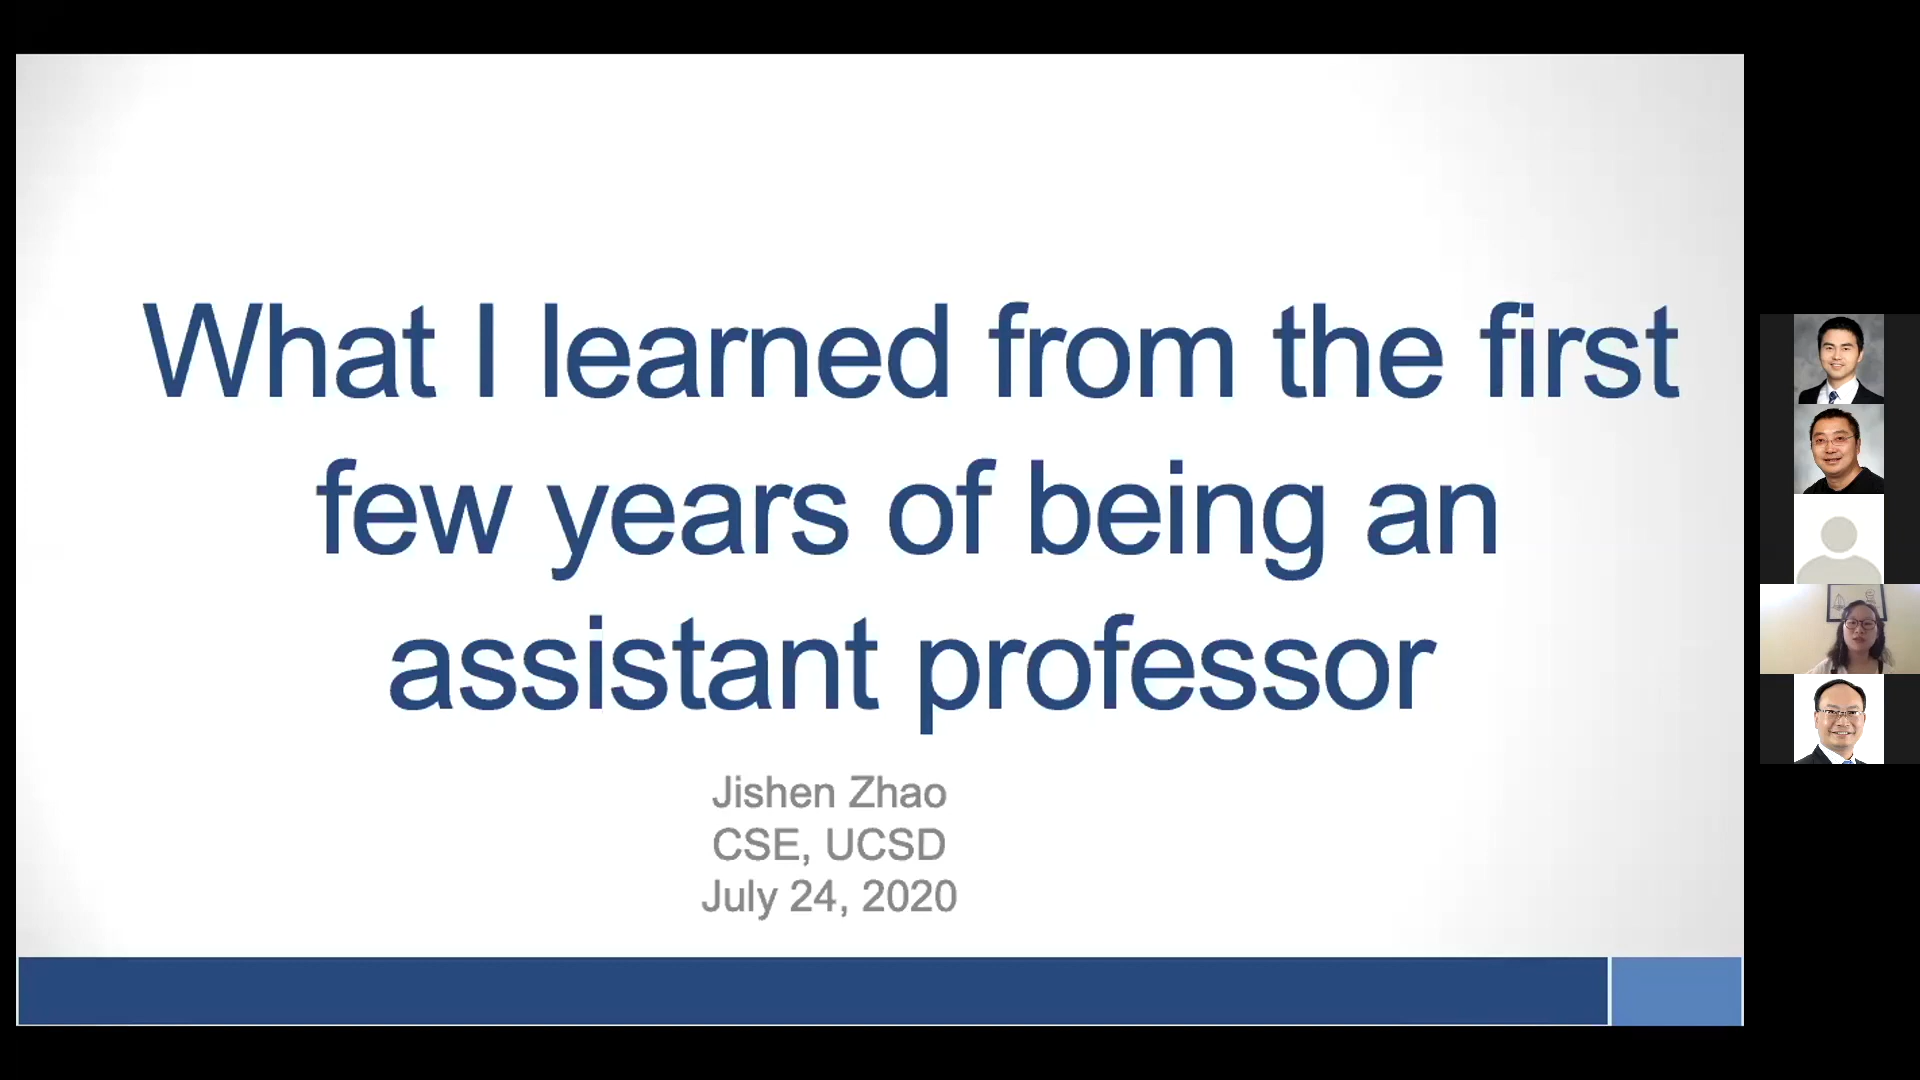 What I learned from the first
few years of being an
assistant professor
Jishen Zhao
CSE, UCSD
July 24, 2020